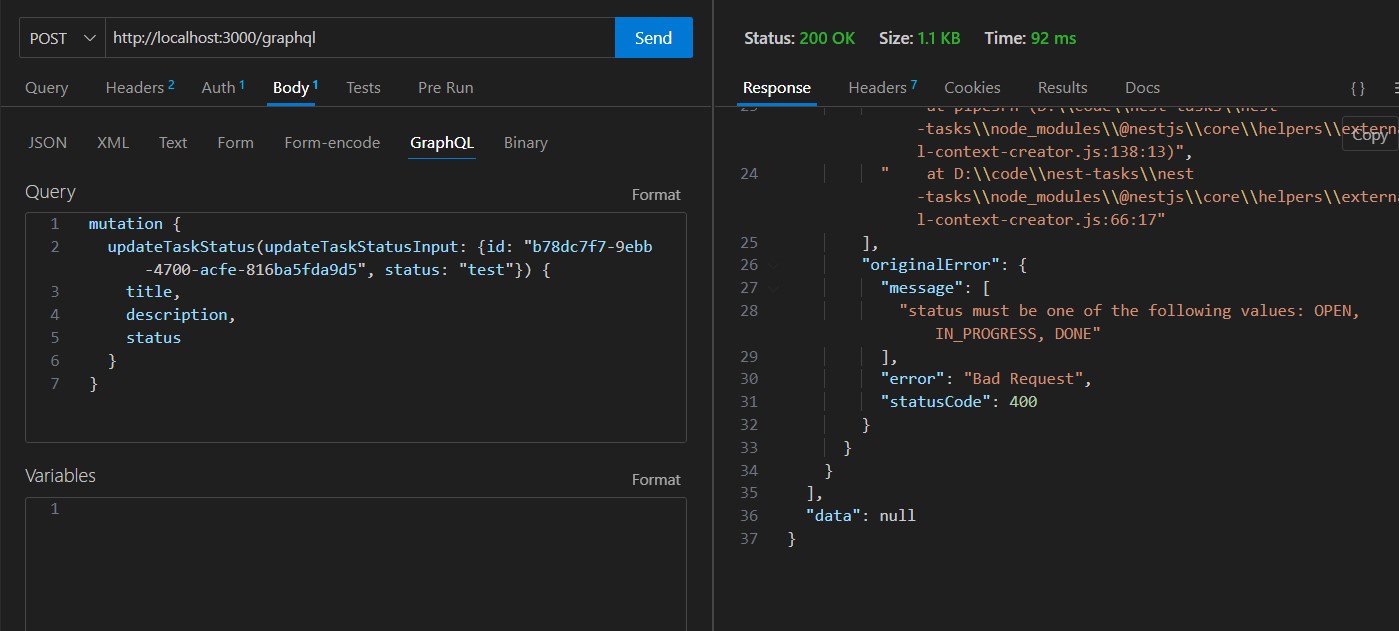 POST http://localhost:3000/graphql Send
Query Headers 2 Auth 1 Body 1 Tests Pre Run
JSON XML Text Form Form-encode GraphQL Binary
Query Format
1 mutation {
2 updateTaskStatus(updateTaskStatusInput: {id: "b78dc7f7-9ebb
-4700-acfe-816ba5fda9d5", status: "test"}) {
3 title,
4 description,
5 status
6 }
7 }
Variables Format
1
Status: 200 OK Size: 1.1 KB Time: 92 ms
Response Headers 7 Cookies Results Docs { }
-tasks\\node_modules\\@nestjs\\core\\helpers\\externa
l-context-creator.js:138:13)",
Copy
24 " at D:\\code\\nest-tasks\\nest
-tasks\\node_modules\\@nestjs\\core\\helpers\\externa
l-context-creator.js:66:17"
25 ],
26 "originalError": {
27 "message": [
28 "status must be one of the following values: OPEN,
IN_PROGRESS, DONE"
29 ],
30 "error": "Bad Request",
31 "statusCode": 400
32 }
33 }
34 }
35 ],
36 "data": null
37 }